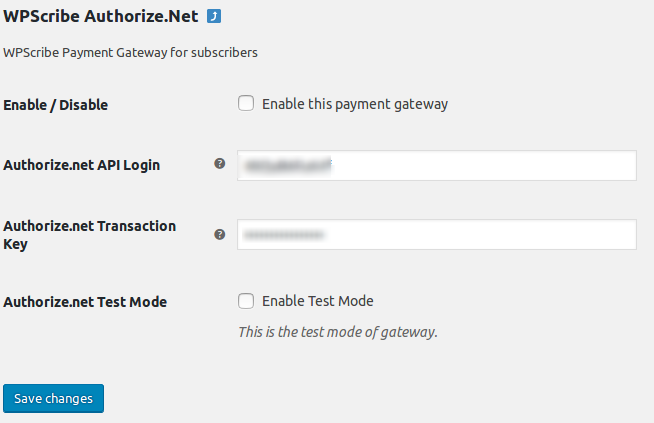 WPScribe Authorize.Net
WPScribe Payment Gateway for subscribers
Enable / Disable
Enable this payment gateway
Authorize.net API Login
Authorize.net Transaction
Key
Authorize.net Test Mode
Enable Test Mode
This is the test mode of gateway.
Save changes